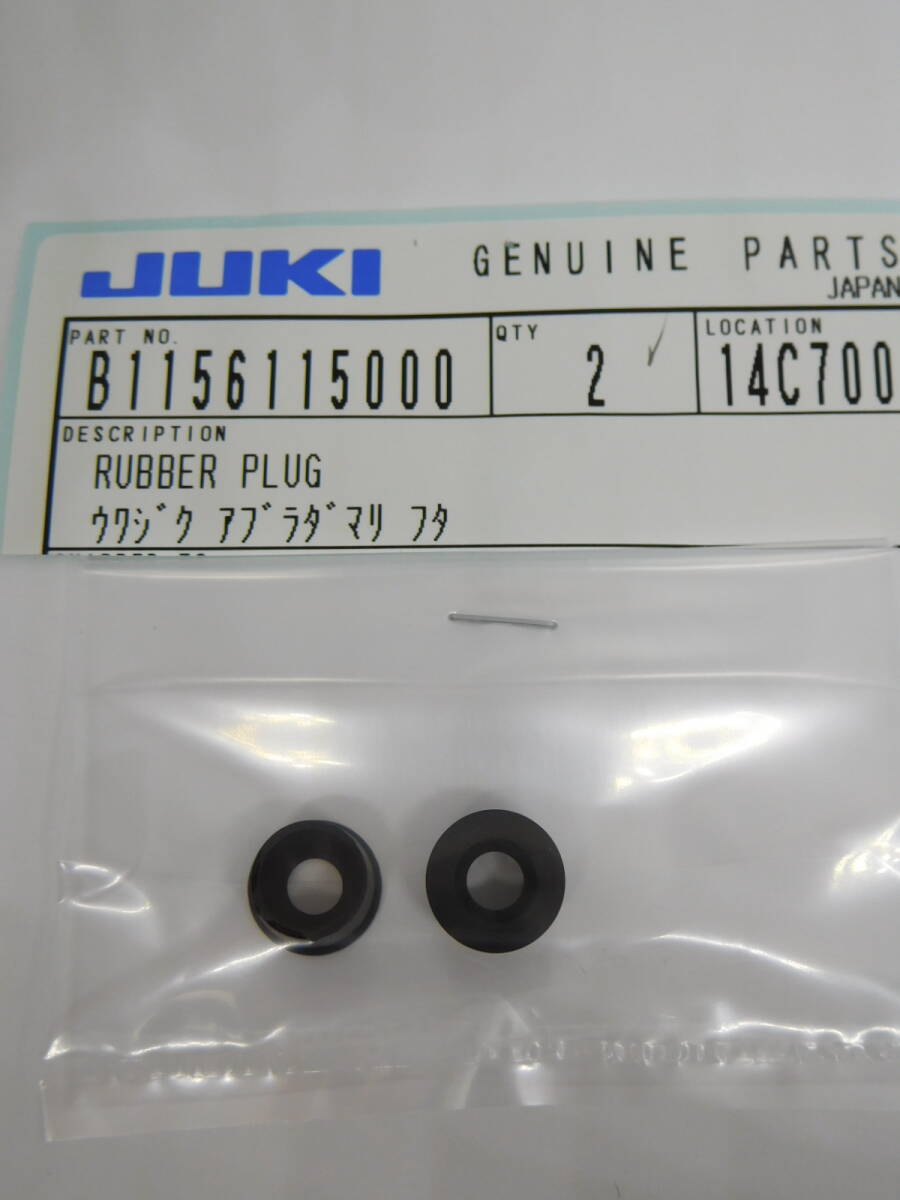 JUKI GENUINE PARTS
JAPAN
PART NO. QTY LOCATION
B1156115000 2 14C700
DESCRIPTION
RUBBER PLUG
ｳﾜｼﾞｸ ｱﾌﾞﾗﾀﾞﾏﾘ ﾌﾀ